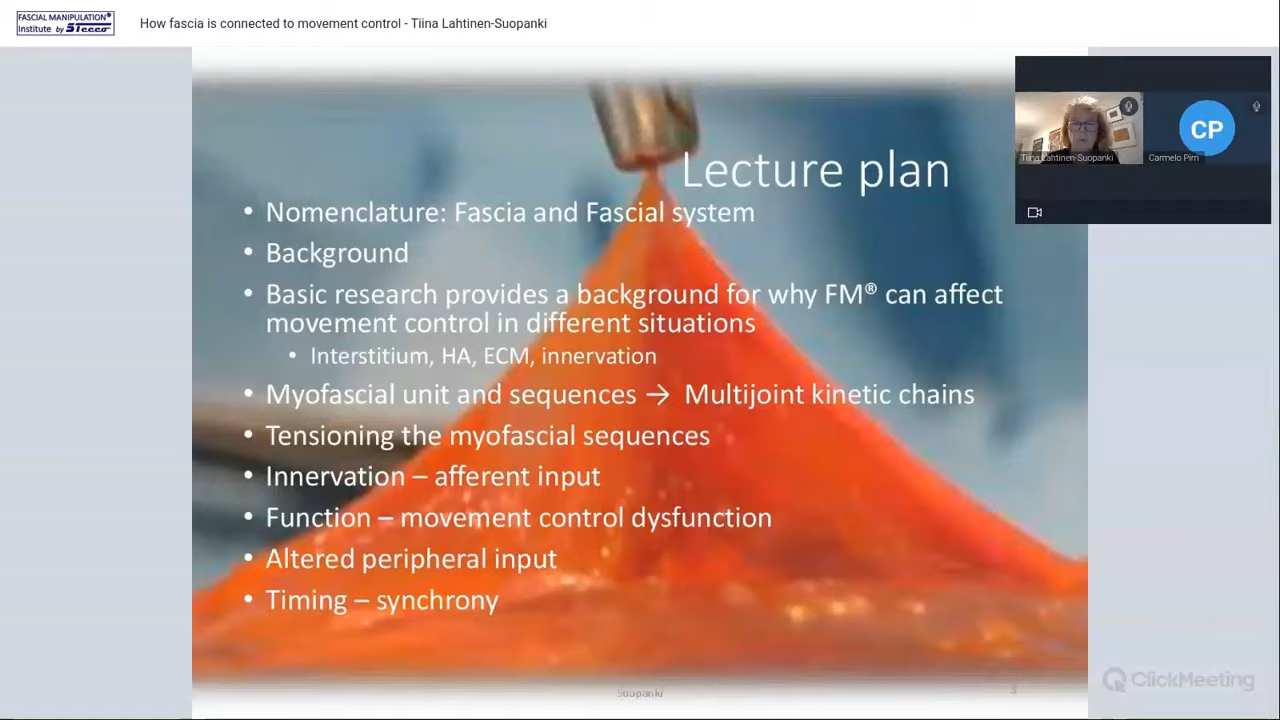 FASCIAL MANIPULATION®
Institute by Stecco
How fascia is connected to movement control - Tiina Lahtinen-Suopanki
Lecture plan
• Nomenclature: Fascia and Fascial system
• Background
• Basic research provides a background for why FM® can affect
movement control in different situations
• Interstitium, HA, ECM, innervation
• Myofascial unit and sequences → Multijoint kinetic chains
• Tensioning the myofascial sequences
• Innervation – afferent input
• Function – movement control dysfunction
• Altered peripheral input
• Timing – synchrony
Suopanki
CP
Tiina Lahtinen-Suopanki
Carmelo Pirri
ClickMeeting